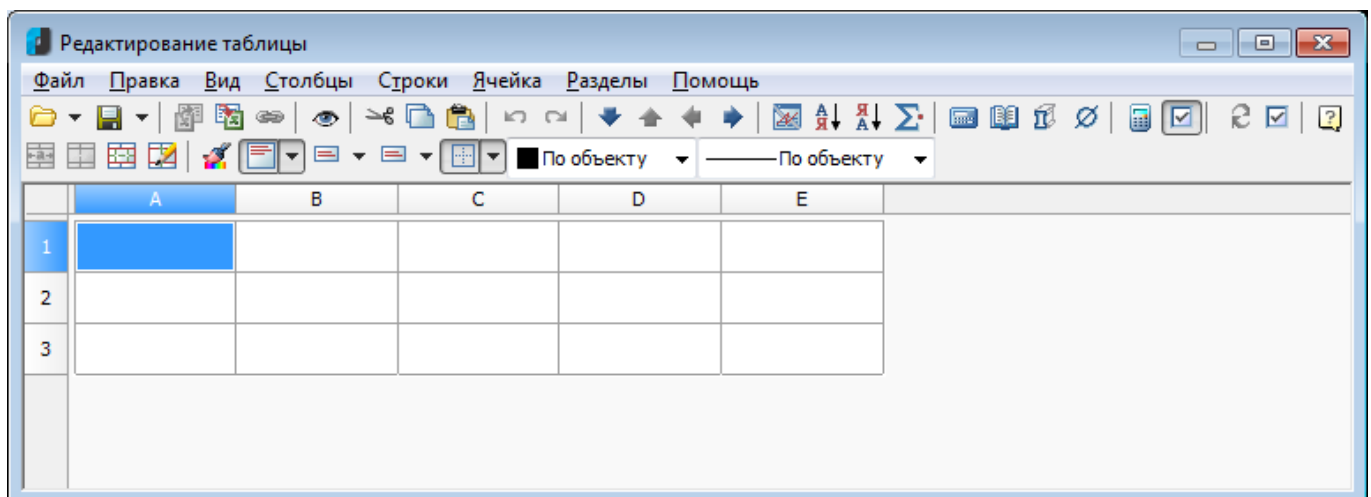 Редактирование таблицы
Файл Правка Вид Столбцы Строки Ячейка Разделы Помощь
По объекту По объекту
A B C D E
1
2
3